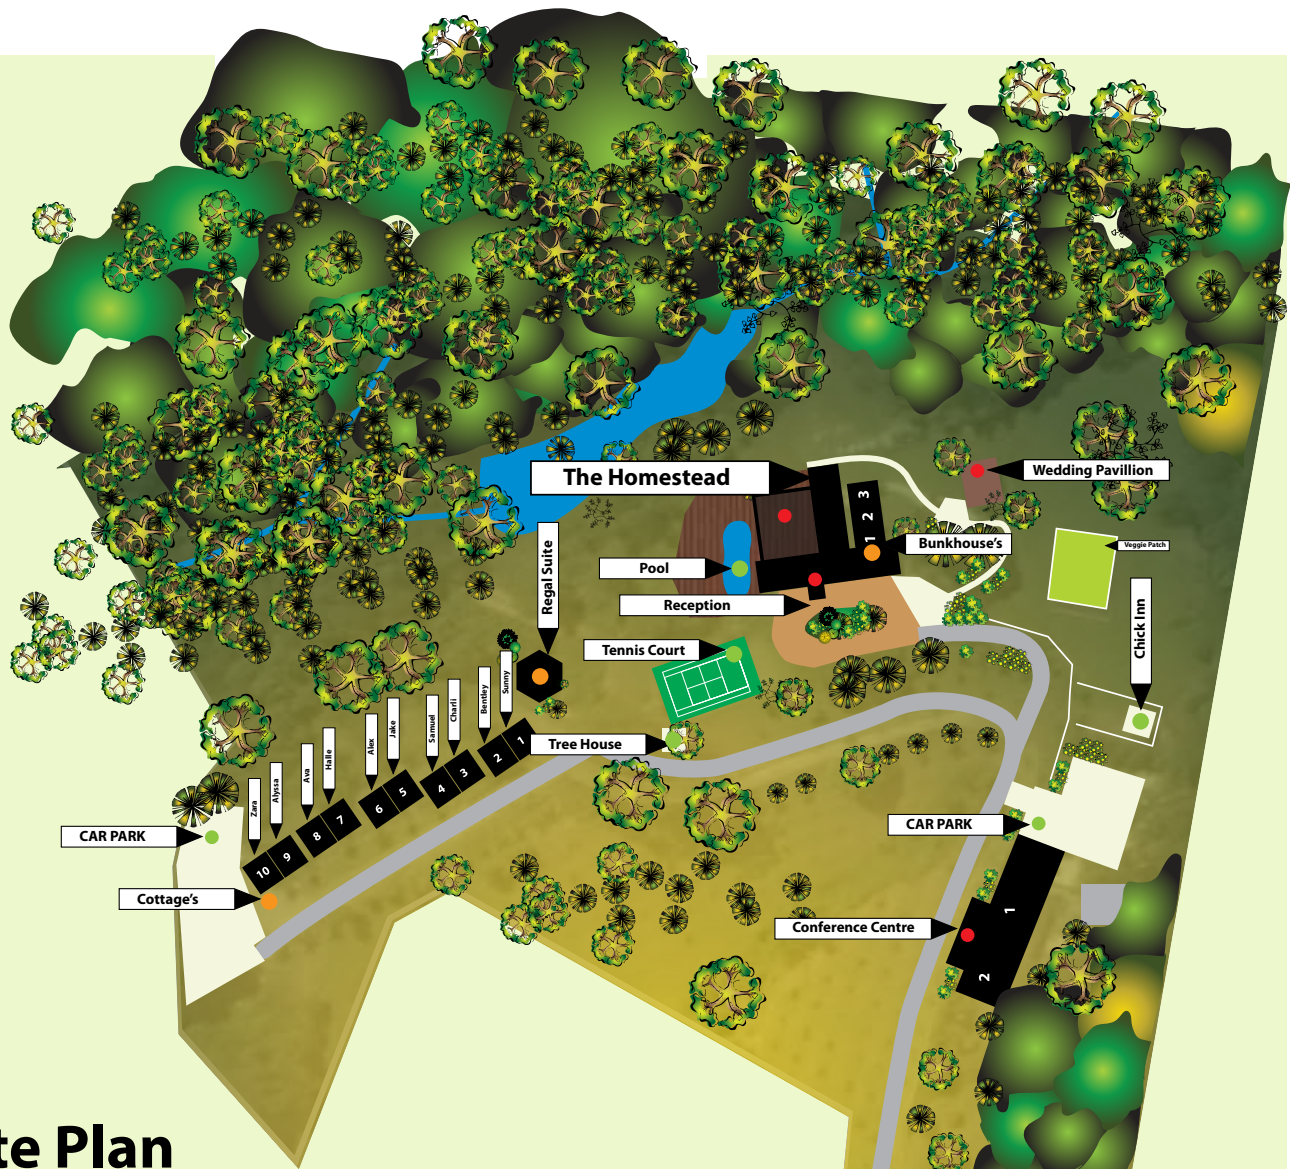 The Homestead
Wedding Pavillion
3
2
1
Bunkhouse's
Veggie Patch
Pool
Regal Suite
Reception
Chick Inn
Tennis Court
Sunny
Bentley
Charli
Samuel
Jake
Alex
Halle
Ava
Alyssa
Zara
Tree House
1
2
3
4
5
6
7
8
9
10
CAR PARK
CAR PARK
Cottage's
Conference Centre
1
2
te Plan